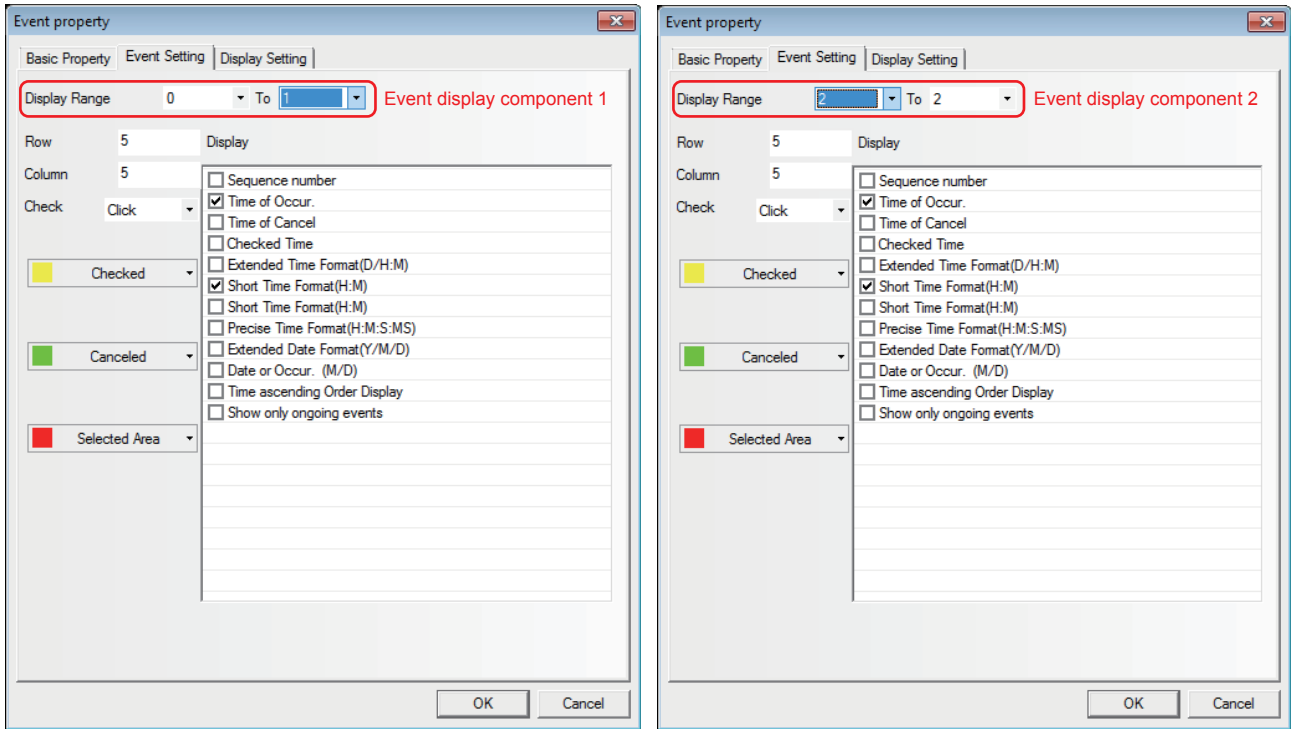 Event property
Basic Property Event Setting Display Setting
Display Range 0 To 1 Event display component 1
Row 5 Display
Column 5
Sequence number
Check Click
Time of Occur.
Time of Cancel
Checked Time
Extended Time Format(D/H:M)
Checked
Short Time Format(H:M)
Short Time Format(H:M)
Precise Time Format(H:M:S:MS)
Extended Date Format(Y/M/D)
Canceled
Date or Occur. (M/D)
Time ascending Order Display
Show only ongoing events
Selected Area
OK Cancel
Event property
Basic Property Event Setting Display Setting
Display Range 2 To 2 Event display component 2
Row 5 Display
Column 5
Sequence number
Check Click
Time of Occur.
Time of Cancel
Checked Time
Extended Time Format(D/H:M)
Checked
Short Time Format(H:M)
Short Time Format(H:M)
Precise Time Format(H:M:S:MS)
Extended Date Format(Y/M/D)
Canceled
Date or Occur. (M/D)
Time ascending Order Display
Show only ongoing events
Selected Area
OK Cancel